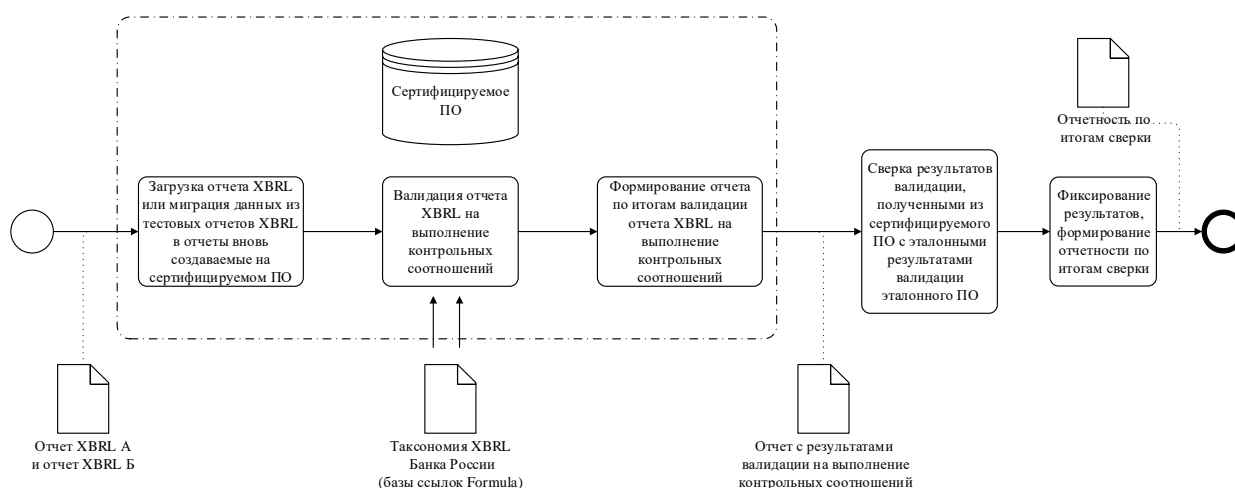 Сертифицируемое
ПО
Отчетность по
итогам сверки
Загрузка отчета XBRL
или миграция данных из
тестовых отчетов XBRL
в отчеты вновь
создаваемые на
сертифицируемом ПО
Валидация отчета
XBRL на
выполнение
контрольных
соотношений
Формирование отчета
по итогам валидации
отчета XBRL на
выполнение
контрольных
соотношений
Сверка результатов
валидации,
полученными из
сертифицируемого
ПО с эталонными
результатами
валидации
эталонного ПО
Фиксирование
результатов,
формирование
отчетности по
итогам сверки
Отчет XBRL А
и отчет XBRL Б
Таксономия XBRL
Банка России
(базы ссылок Formula)
Отчет с результатами
валидации на выполнение
контрольных соотношений